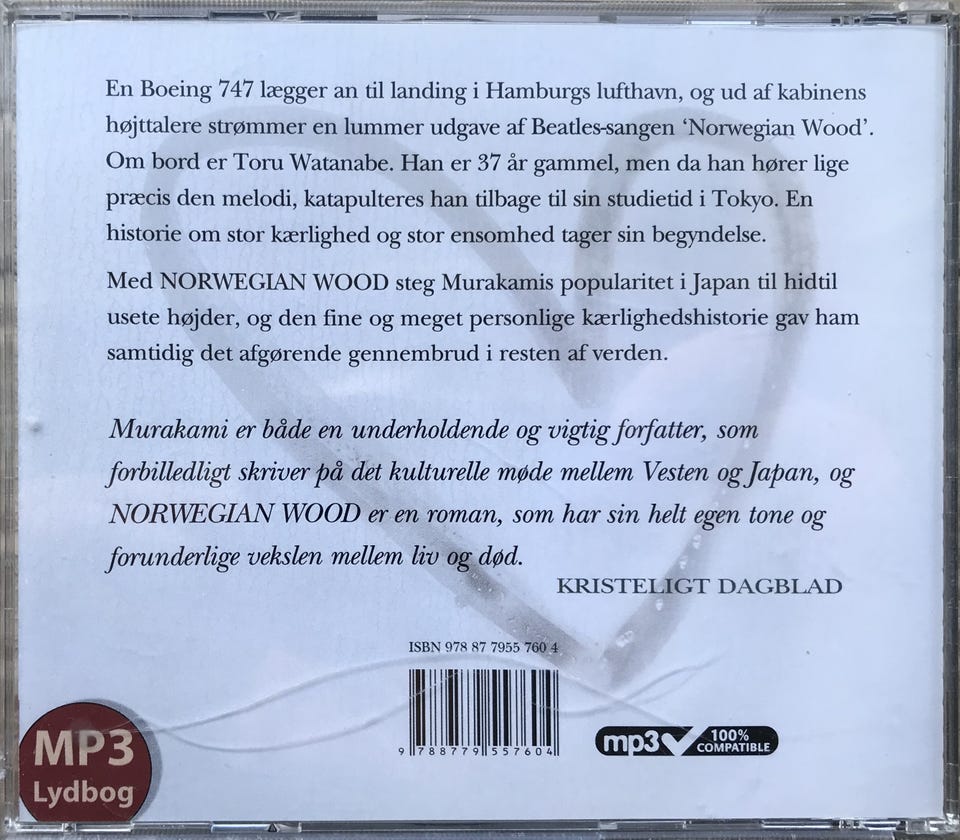 En Boeing 747 lægger an til landing i Hamburgs lufthavn, og ud af kabinens
højttalere strømmer en lummer udgave af Beatles-sangen ‘Norwegian Wood’.
Om bord er Toru Watanabe. Han er 37 år gammel, men da han hører lige
præcis den melodi, katapulteres han tilbage til sin studietid i Tokyo. En
historie om stor kærlighed og stor ensomhed tager sin begyndelse.
Med NORWEGIAN WOOD steg Murakamis popularitet i Japan til hidtil
usete højder, og den fine og meget personlige kærlighedshistorie gav ham
samtidig det afgørende gennembrud i resten af verden.
Murakami er både en underholdende og vigtig forfatter, som
forbilledligt skriver på det kulturelle møde mellem Vesten og Japan, og
NORWEGIAN WOOD er en roman, som har sin helt egen tone og
forunderlige vekslen mellem liv og død.
KRISTELIGT DAGBLAD
ISBN 978 87 7955 760 4
9 788779 557604
mp3 100%
COMPATIBLE
MP3
Lydbog